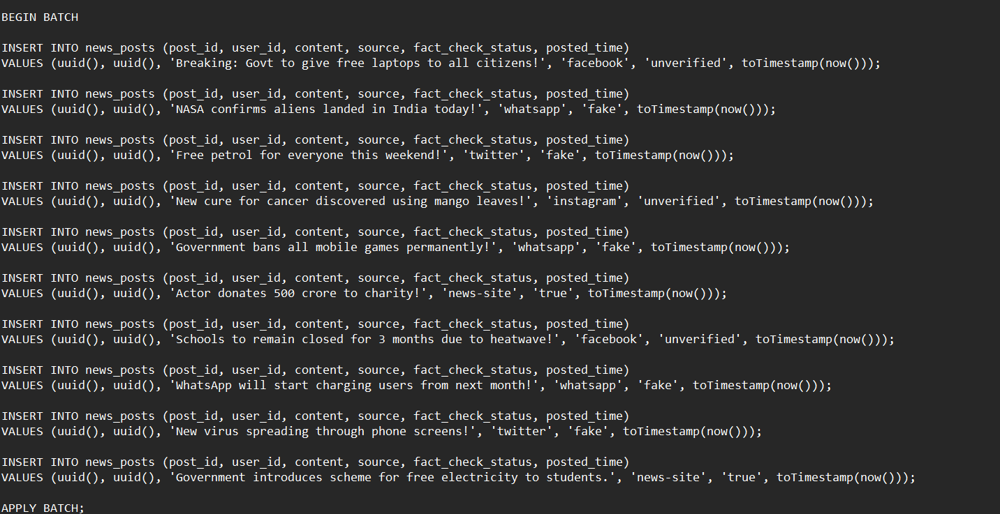 BEGIN BATCH
INSERT INTO news_posts (post_id, user_id, content, source, fact_check_status, posted_time)
VALUES (uuid(), uuid(), 'Breaking: Govt to give free laptops to all citizens!', 'facebook', 'unverified', toTimestamp(now()));
INSERT INTO news_posts (post_id, user_id, content, source, fact_check_status, posted_time)
VALUES (uuid(), uuid(), 'NASA confirms aliens landed in India today!', 'whatsapp', 'fake', toTimestamp(now()));
INSERT INTO news_posts (post_id, user_id, content, source, fact_check_status, posted_time)
VALUES (uuid(), uuid(), 'Free petrol for everyone this weekend!', 'twitter', 'fake', toTimestamp(now()));
INSERT INTO news_posts (post_id, user_id, content, source, fact_check_status, posted_time)
VALUES (uuid(), uuid(), 'New cure for cancer discovered using mango leaves!', 'instagram', 'unverified', toTimestamp(now()));
INSERT INTO news_posts (post_id, user_id, content, source, fact_check_status, posted_time)
VALUES (uuid(), uuid(), 'Government bans all mobile games permanently!', 'whatsapp', 'fake', toTimestamp(now()));
INSERT INTO news_posts (post_id, user_id, content, source, fact_check_status, posted_time)
VALUES (uuid(), uuid(), 'Actor donates 500 crore to charity!', 'news-site', 'true', toTimestamp(now()));
INSERT INTO news_posts (post_id, user_id, content, source, fact_check_status, posted_time)
VALUES (uuid(), uuid(), 'Schools to remain closed for 3 months due to heatwave!', 'facebook', 'unverified', toTimestamp(now()));
INSERT INTO news_posts (post_id, user_id, content, source, fact_check_status, posted_time)
VALUES (uuid(), uuid(), 'WhatsApp will start charging users from next month!', 'whatsapp', 'fake', toTimestamp(now()));
INSERT INTO news_posts (post_id, user_id, content, source, fact_check_status, posted_time)
VALUES (uuid(), uuid(), 'New virus spreading through phone screens!', 'twitter', 'fake', toTimestamp(now()));
INSERT INTO news_posts (post_id, user_id, content, source, fact_check_status, posted_time)
VALUES (uuid(), uuid(), 'Government introduces scheme for free electricity to students.', 'news-site', 'true', toTimestamp(now()));
APPLY BATCH;